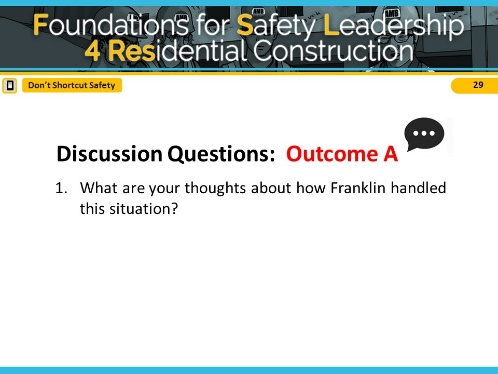 Foundations for Safety Leadership
4 Residential Construction
Don't Shortcut Safety
29
Discussion Questions: Outcome A
1. What are your thoughts about how Franklin handled
this situation?